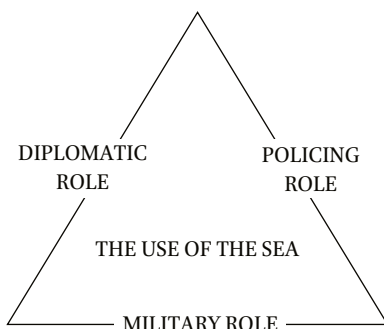 DIPLOMATIC
ROLE
POLICING
ROLE
THE USE OF THE SEA
MILITARY ROLE